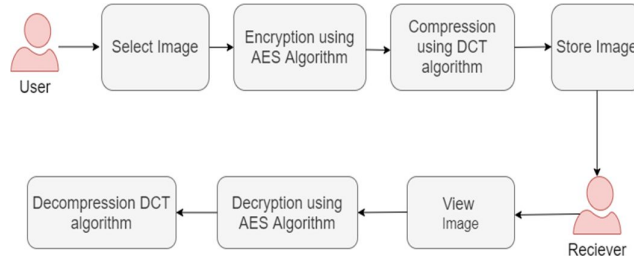 User
Select Image
Encryption using
AES Algorithm
Compression
using DCT
algorithm
Store Image
Decompression DCT
algorithm
Decryption using
AES Algorithm
View
Image
Reciever